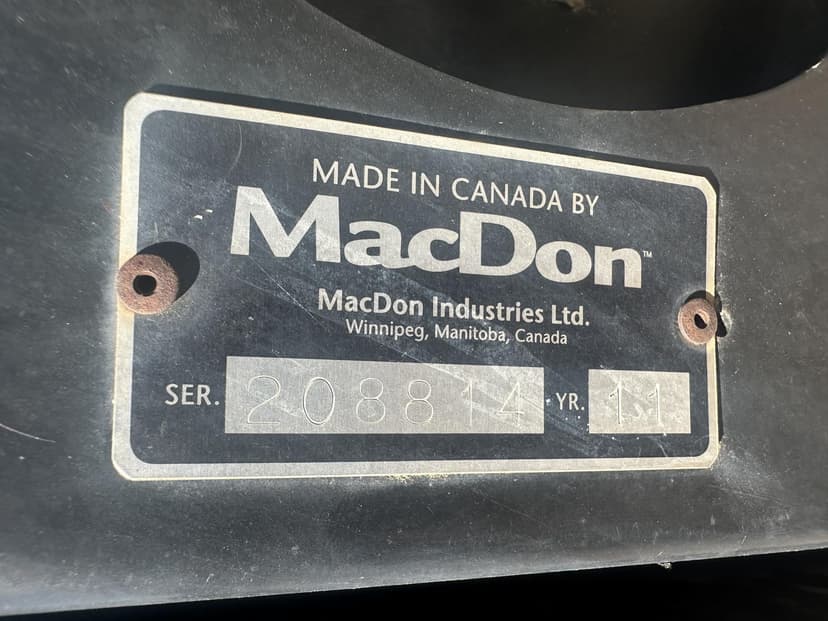 MADE IN CANADA BY
MacDon™
MacDon Industries Ltd.
Winnipeg, Manitoba, Canada
SER. 208814 YR. 11